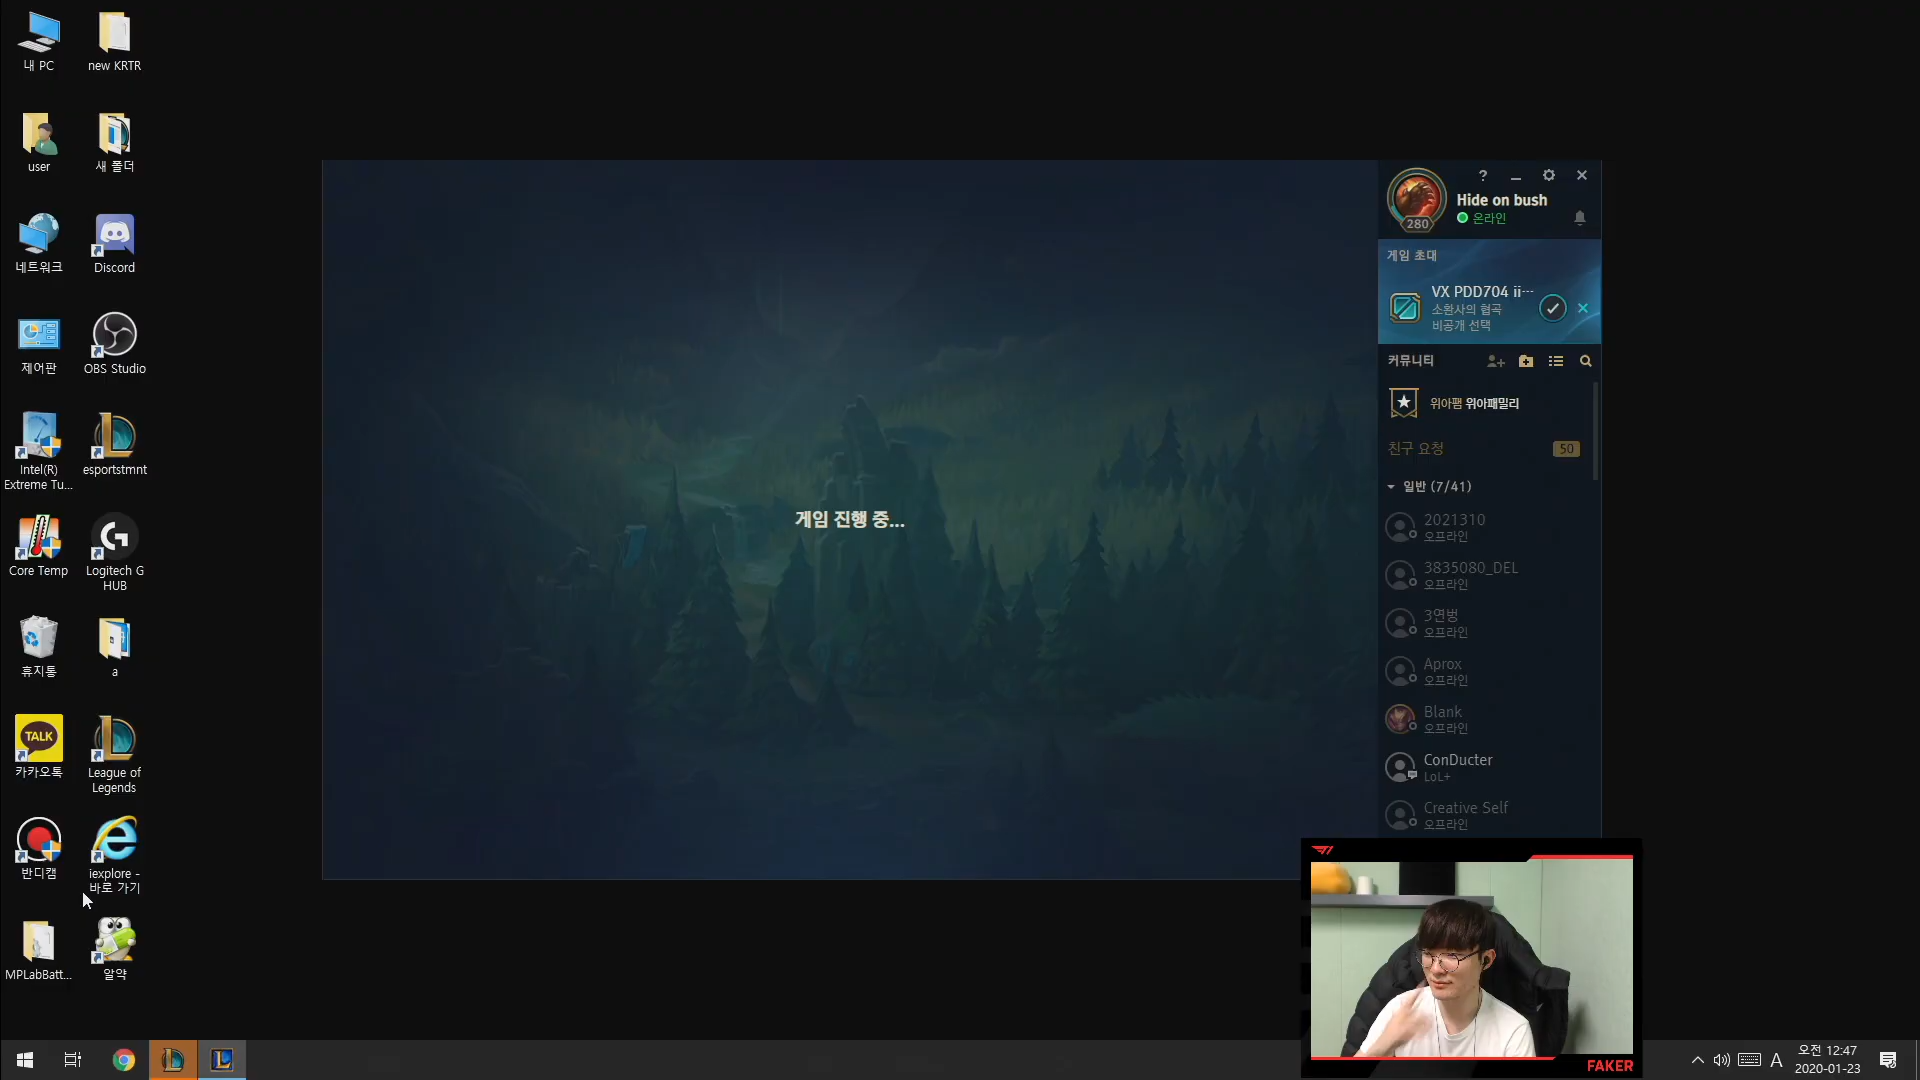 내 PC
new KRTR
user
새 폴더
네트워크
Discord
제어판
OBS Studio
Intel(R)
Extreme Tu...
esportstmnt
Core Temp
Logitech G
HUB
휴지통
a
TALK
카카오톡
League of
Legends
반디캠
iexplore -
바로 가기
MPLabBatt...
알약
게임 진행 중...
280
Hide on bush
온라인
게임 초대
VX PDD704 ii...
소환사의 협곡
비공개 선택
커뮤니티
위아팸 위아패밀리
친구 요청
50
일반 (7/41)
2021310
오프라인
3835080_DEL
오프라인
3연벙
오프라인
Aprox
오프라인
Blank
오프라인
ConDucter
LoL+
Creative Self
오프라인
T1
FAKER
A
오전 12:47
2020-01-23